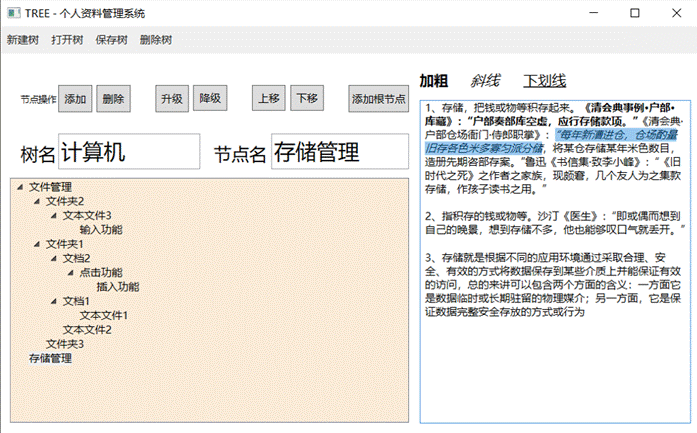 TREE - 个人资料管理系统
新建树 打开树 保存树 删除树
节点操作 添加 删除 升级 降级 上移 下移 添加根节点
加粗 斜线 下划线
树名 计算机 节点名 存储管理
文件管理
文件夹2
文本文件3
输入功能
文件夹1
文档2
点击功能
插入功能
文档1
文本文件1
文本文件2
文件夹3
存储管理
1、存储，把钱或物等积存起来。《清会典事例·户部·
库藏》：“户部奏部库空虚，应行存储款项。”《清会典·
户部仓场衙门·侍郎职掌》：“每年新漕进仓，仓场酌量
旧存各色米多寡匀派分储，将某仓存储某年米色数目，
造册先期咨部存案。”鲁迅《书信集·致李小峰》：“《旧
时代之死》之作者之家族，现颇窘，几个友人为之集款
存储，作孩子读书之用。”
2、指积存的钱或物等。沙汀《医生》：“即或偶而想到
自己的晚景，想到存储不多，他也能够叹口气就丢开。”
3、存储就是根据不同的应用环境通过采取合理、安
全、有效的方式将数据保存到某些介质上并能保证有效
的访问，总的来讲可以包含两个方面的含义：一方面它
是数据临时或长期驻留的物理媒介；另一方面，它是保
证数据完整安全存放的方式或行为